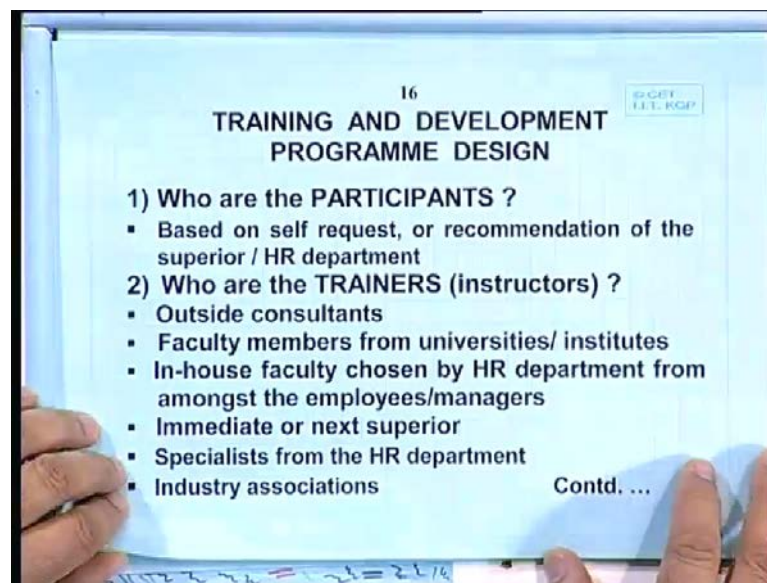 16
© CET
I.I.T. KGP
TRAINING AND DEVELOPMENT
PROGRAMME DESIGN
1) Who are the PARTICIPANTS ?
▪ Based on self request, or recommendation of the
superior / HR department
2) Who are the TRAINERS (instructors) ?
▪ Outside consultants
▪ Faculty members from universities/ institutes
▪ In-house faculty chosen by HR department from
amongst the employees/managers
▪ Immediate or next superior
▪ Specialists from the HR department
▪ Industry associations Contd. ...